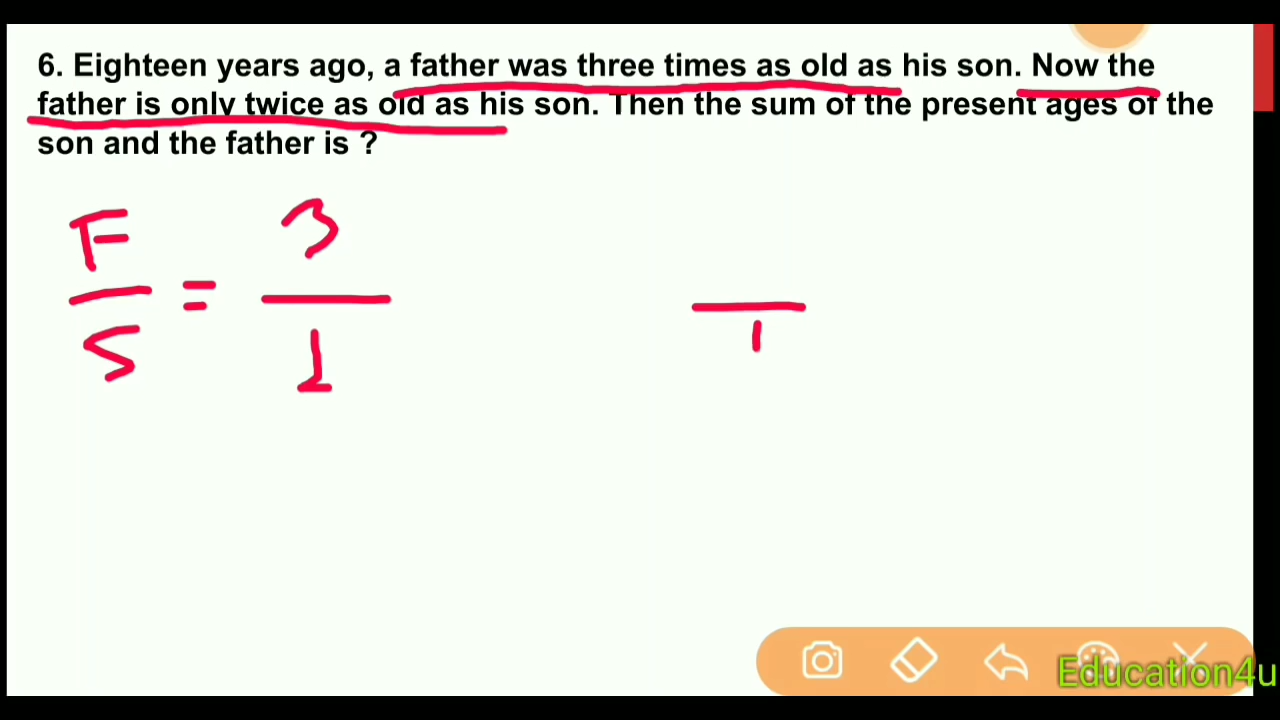 6. Eighteen years ago, a father was three times as old as his son. Now the
father is only twice as old as his son. Then the sum of the present ages of the
son and the father is ?
F 3
=
S 1 1
Education4u